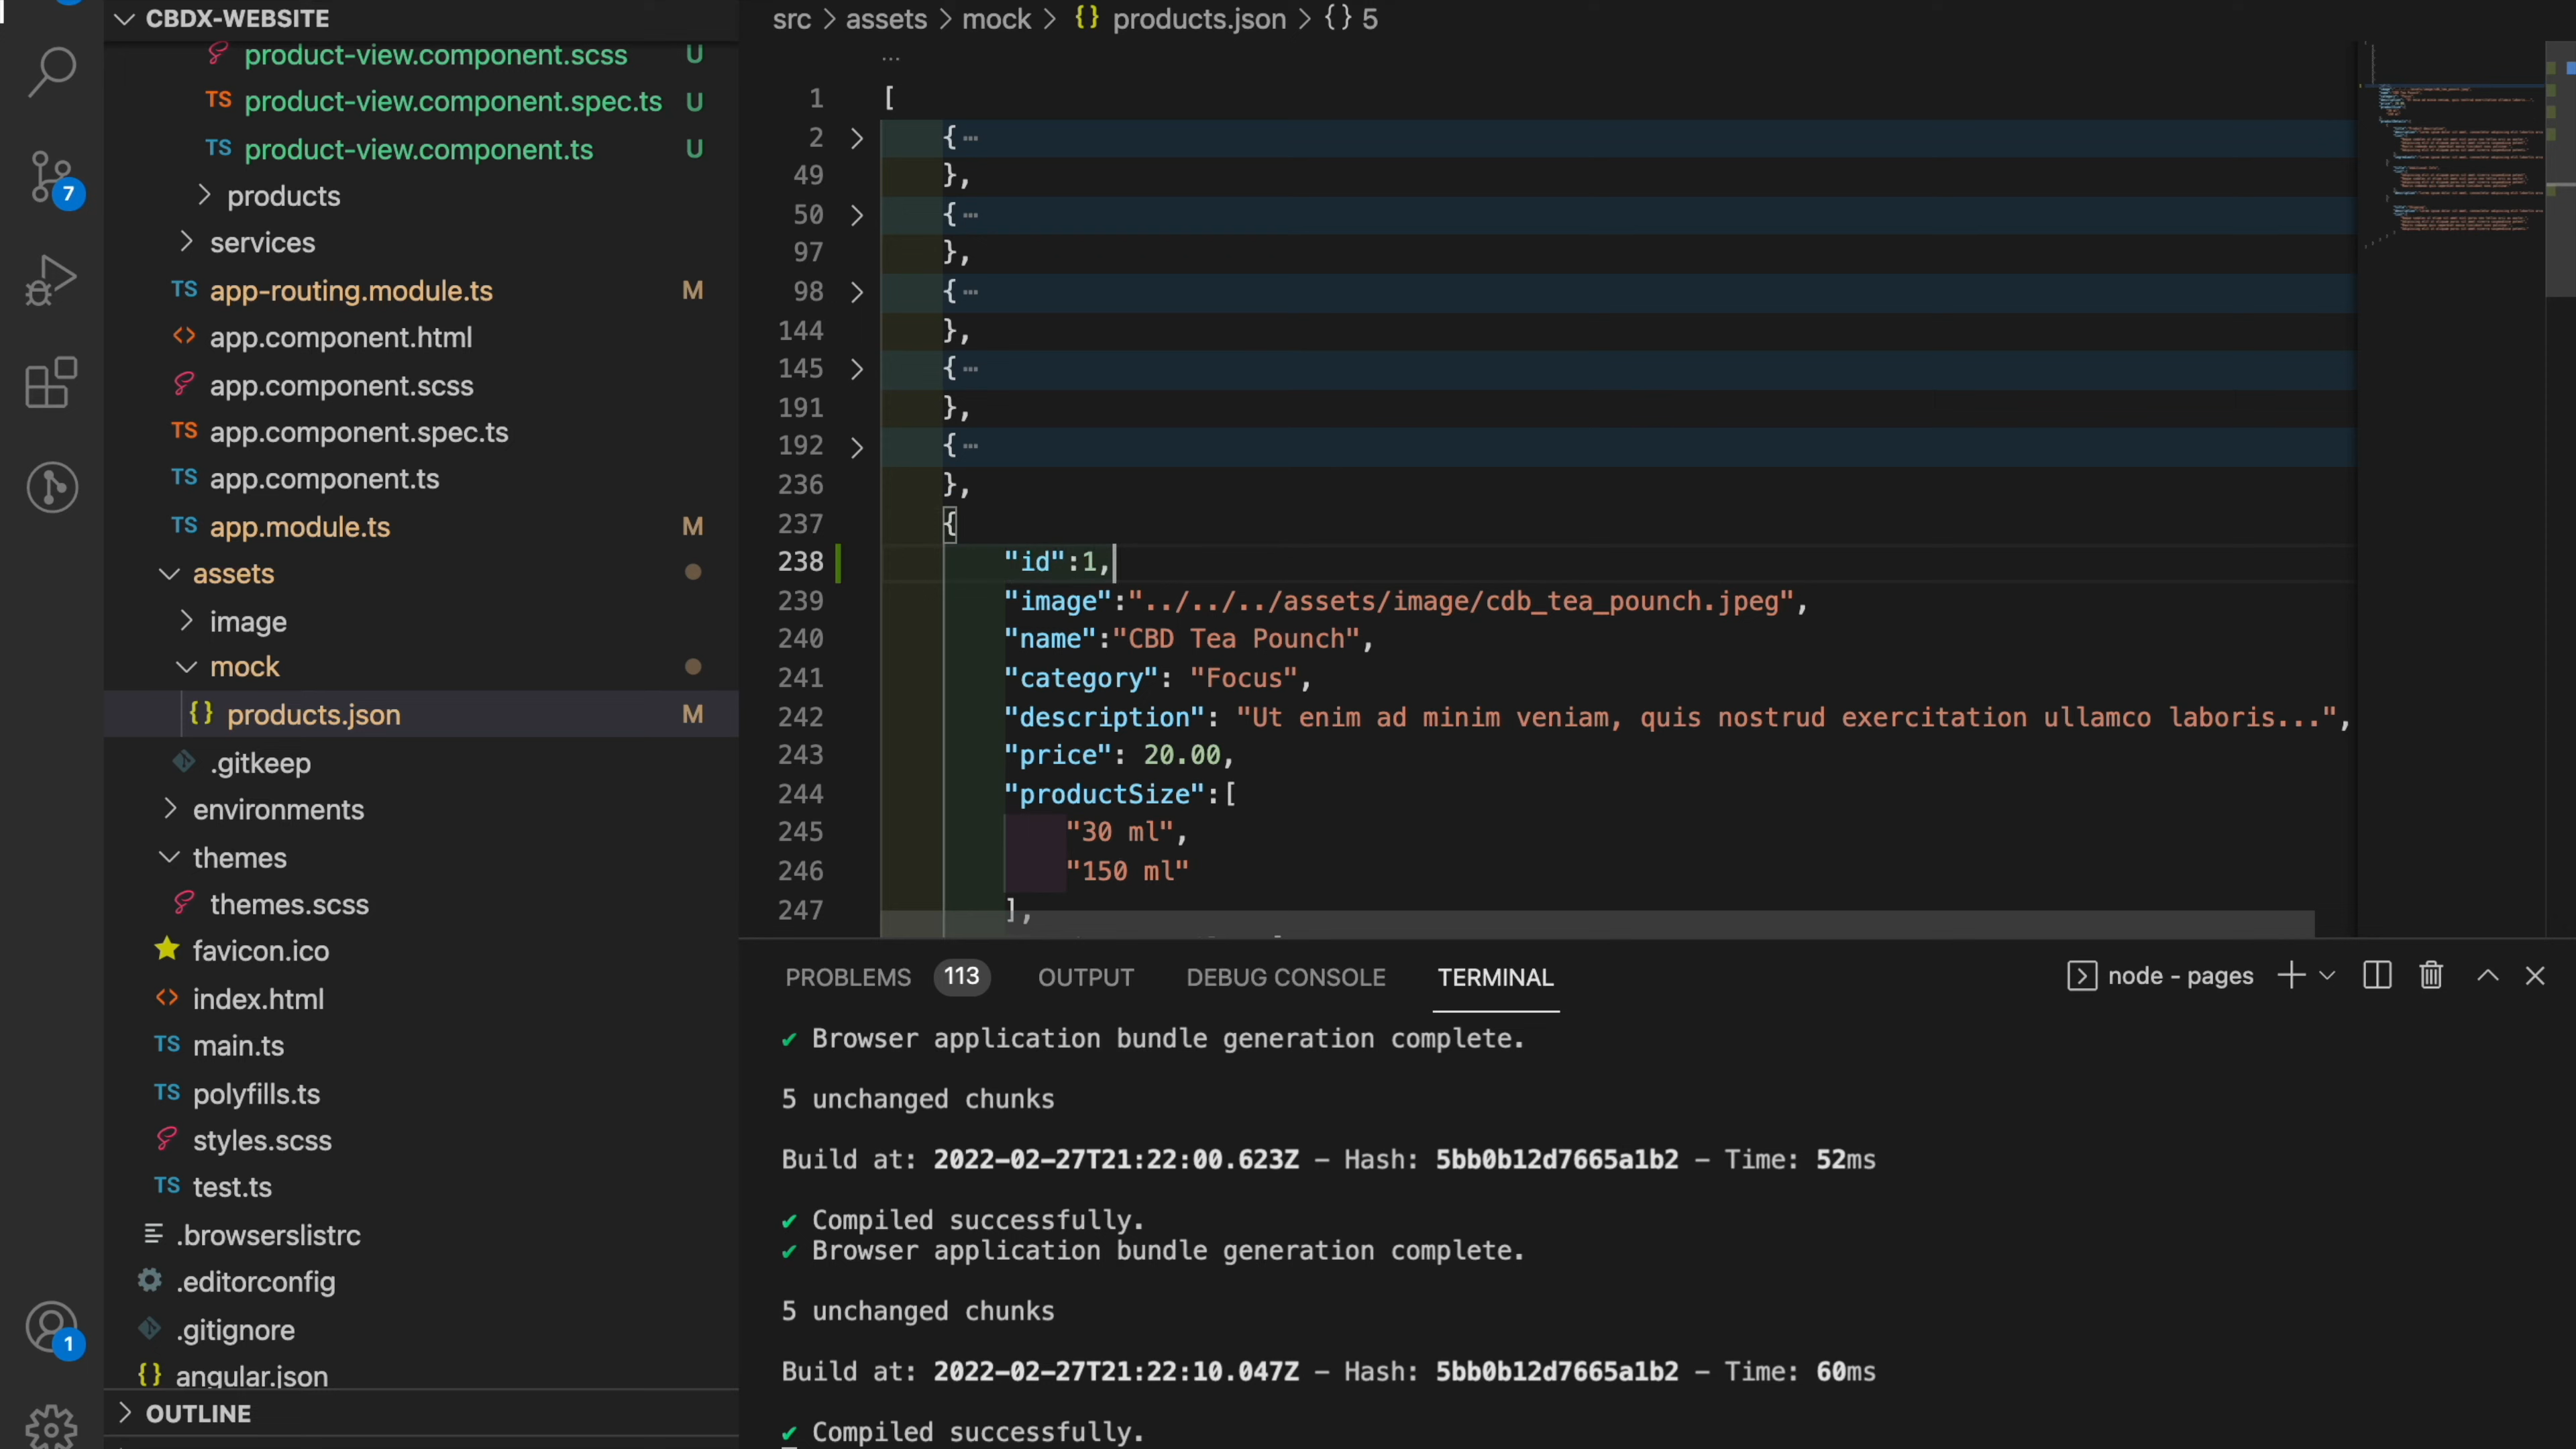 CBDX-WEBSITE
product-view.component.scss U
TS product-view.component.spec.ts U
TS product-view.component.ts U
products
services
TS app-routing.module.ts M
<> app.component.html
app.component.scss
TS app.component.spec.ts
TS app.component.ts
TS app.module.ts M
assets
image
mock
{} products.json M
.gitkeep
environments
themes
themes.scss
favicon.ico
<> index.html
TS main.ts
TS polyfills.ts
styles.scss
TS test.ts
.browserslistrc
.editorconfig
.gitignore
{} angular.json
OUTLINE
7
1
src > assets > mock > {} products.json > {} 5
...
1 [
2 { ...
49 },
50 { ...
97 },
98 { ...
144 },
145 { ...
191 },
192 { ...
236 },
237 {
238 "id":1,
239 "image":"../../../assets/image/cdb_tea_pounch.jpeg",
240 "name":"CBD Tea Pounch",
241 "category": "Focus",
242 "description": "Ut enim ad minim veniam, quis nostrud exercitation ullamco laboris...",
243 "price": 20.00,
244 "productSize":[
245 "30 ml",
246 "150 ml"
247 ],
PROBLEMS 113 OUTPUT DEBUG CONSOLE TERMINAL node - pages
✔ Browser application bundle generation complete.
5 unchanged chunks
Build at: 2022-02-27T21:22:00.623Z - Hash: 5bb0b12d7665a1b2 - Time: 52ms
✔ Compiled successfully.
✔ Browser application bundle generation complete.
5 unchanged chunks
Build at: 2022-02-27T21:22:10.047Z - Hash: 5bb0b12d7665a1b2 - Time: 60ms
✔ Compiled successfully.